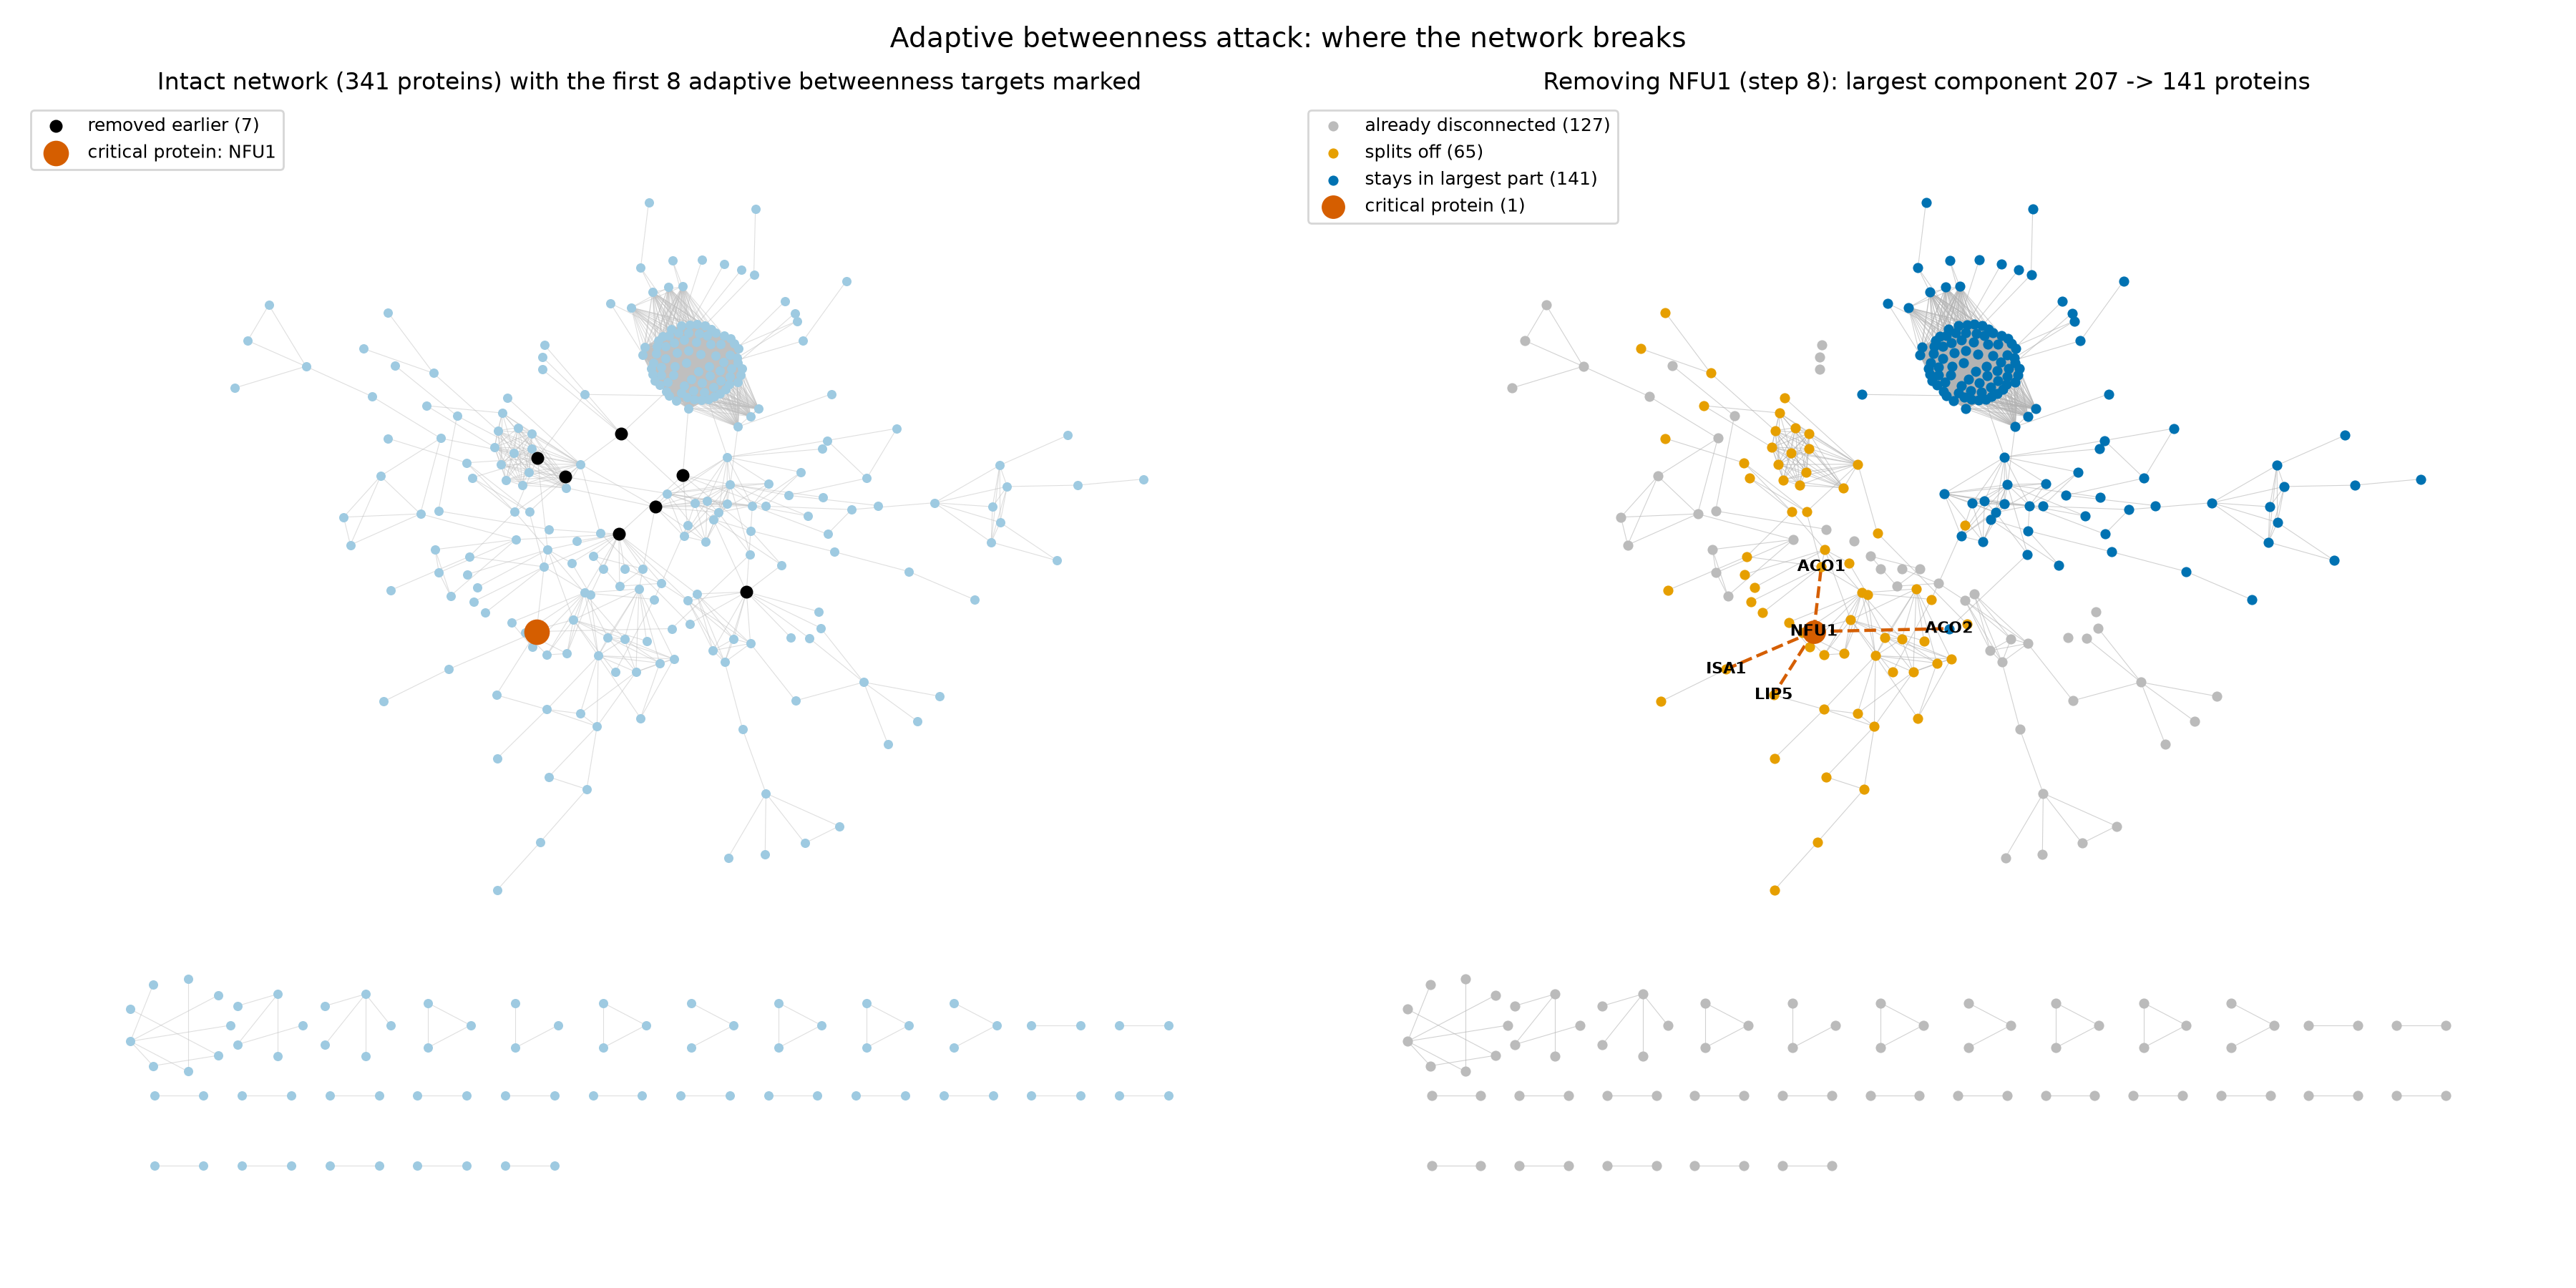 Adaptive betweenness attack: where the network breaks
Intact network (341 proteins) with the first 8 adaptive betweenness targets marked
removed earlier (7)
critical protein: NFU1
Removing NFU1 (step 8): largest component 207 -> 141 proteins
already disconnected (127)
splits off (65)
stays in largest part (141)
critical protein (1)
ACO1
NFU1
ACO2
ISA1
LIP5